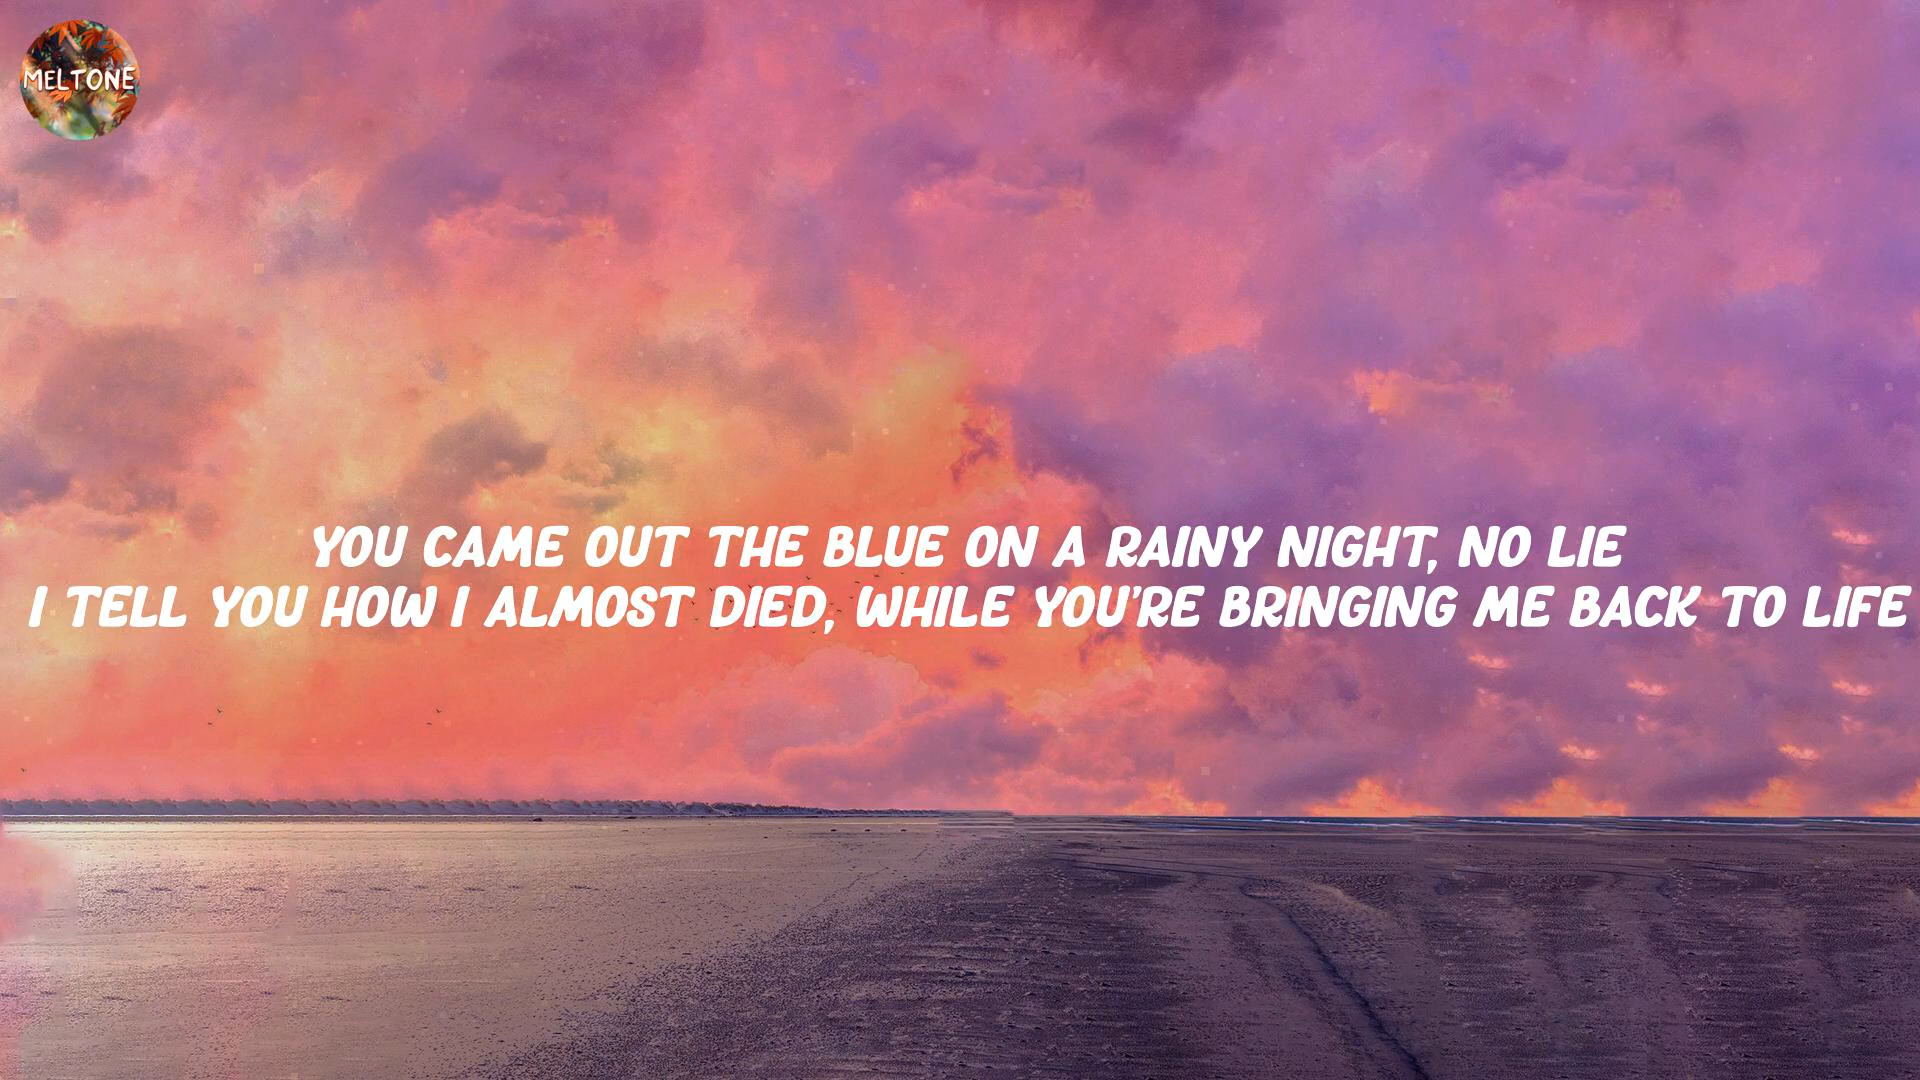 MELTONE
YOU CAME OUT THE BLUE ON A RAINY NIGHT, NO LIE
I TELL YOU HOW I ALMOST DIED, WHILE YOU'RE BRINGING ME BACK TO LIFE